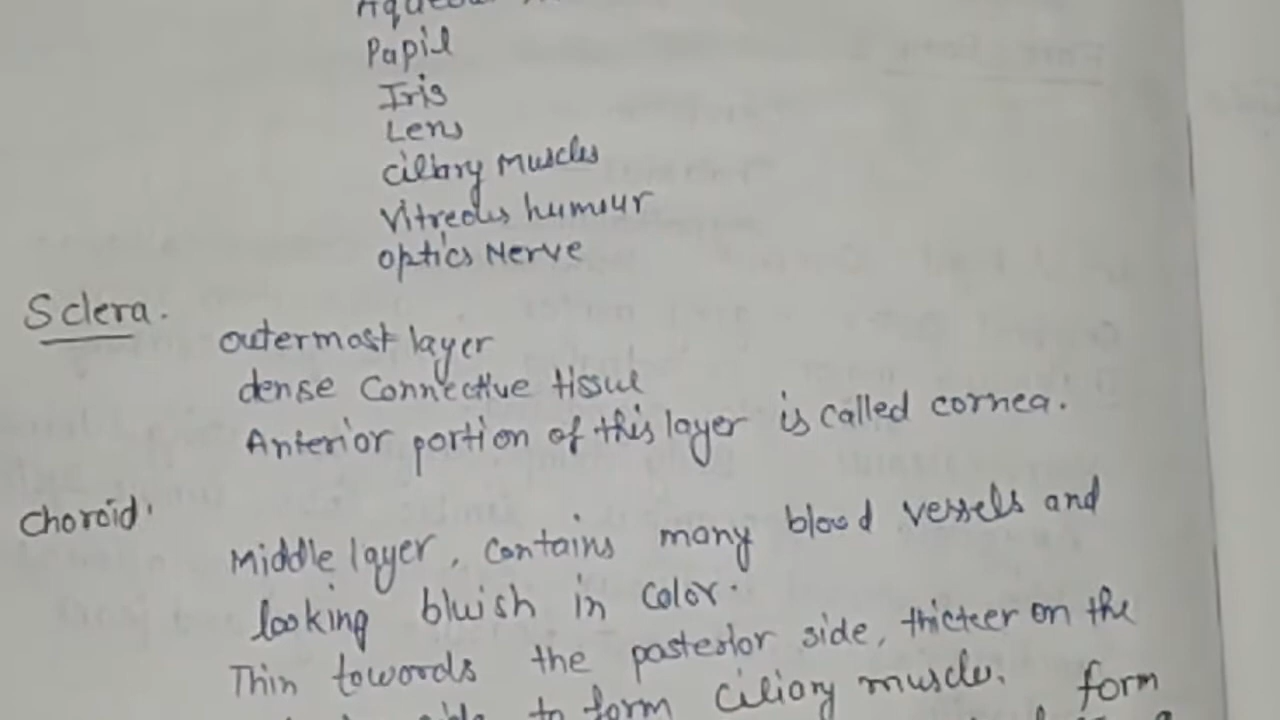 Papil
Iris
Lens
ciliary Muscles
Vitreous humour
optics Nerve
Sclera.
outermost layer
dense Connective tissue
Anterior portion of this layer is called cornea.
Choroid.
Middle layer, contains many blood vessels and
looking bluish in color.
Thin towards the posterior side, thicker on the
to form ciliary muscle. form